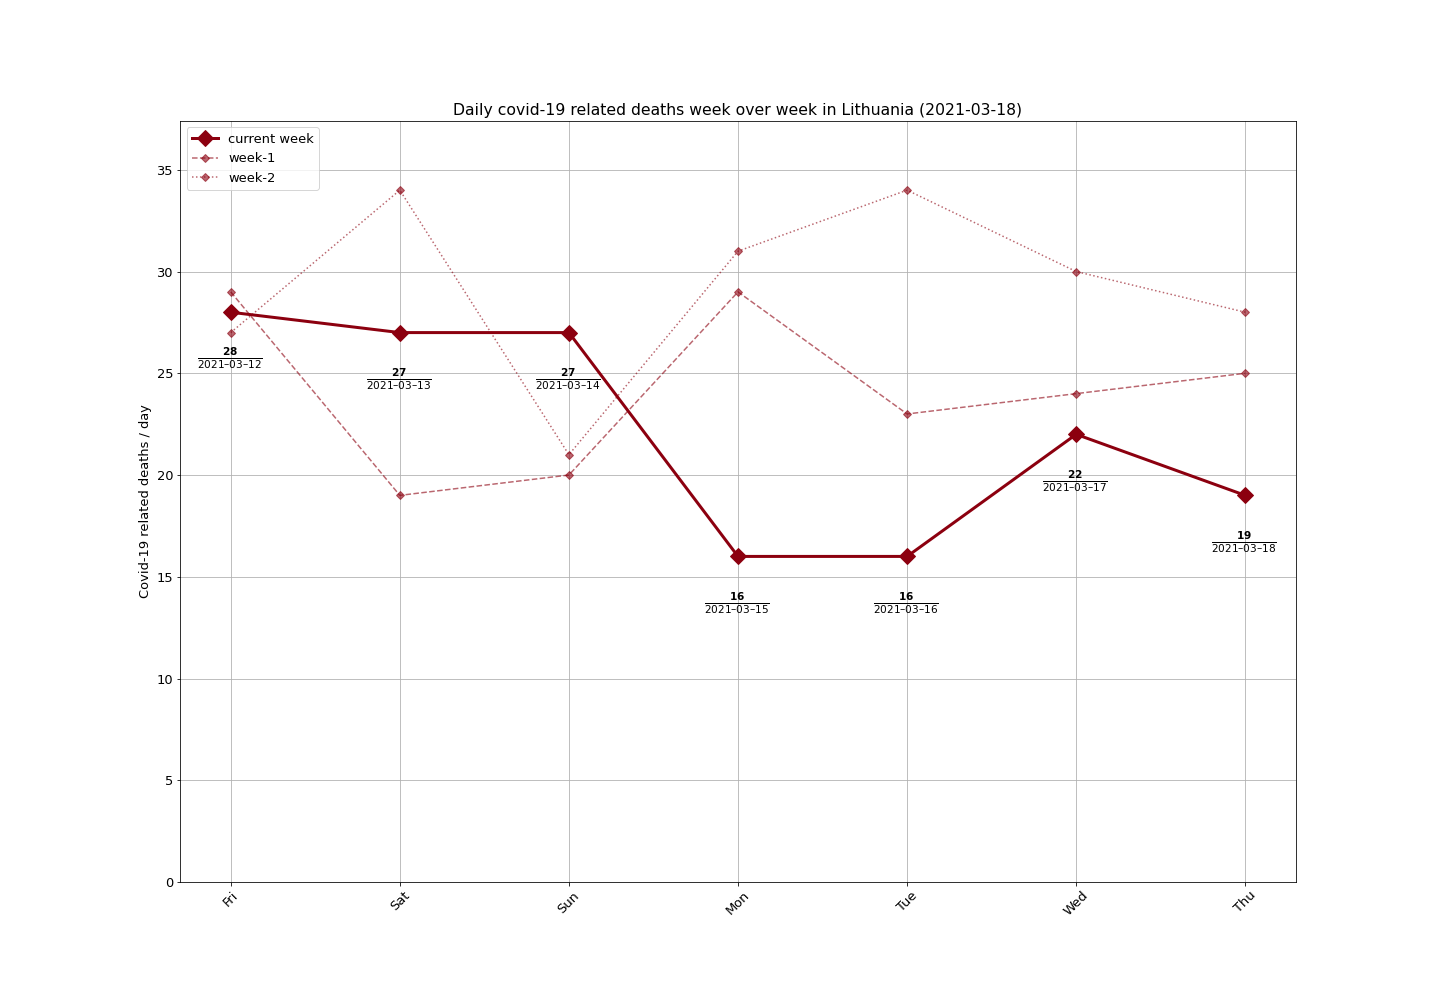 Daily covid-19 related deaths week over week in Lithuania (2021-03-18)
current week
week-1
week-2
Covid-19 related deaths / day
35
30
25
20
15
10
5
0
28
2021–03–12
27
2021–03–13
27
2021–03–14
16
2021–03–15
16
2021–03–16
22
2021–03–17
19
2021–03–18
Fri
Sat
Sun
Mon
Tue
Wed
Thu